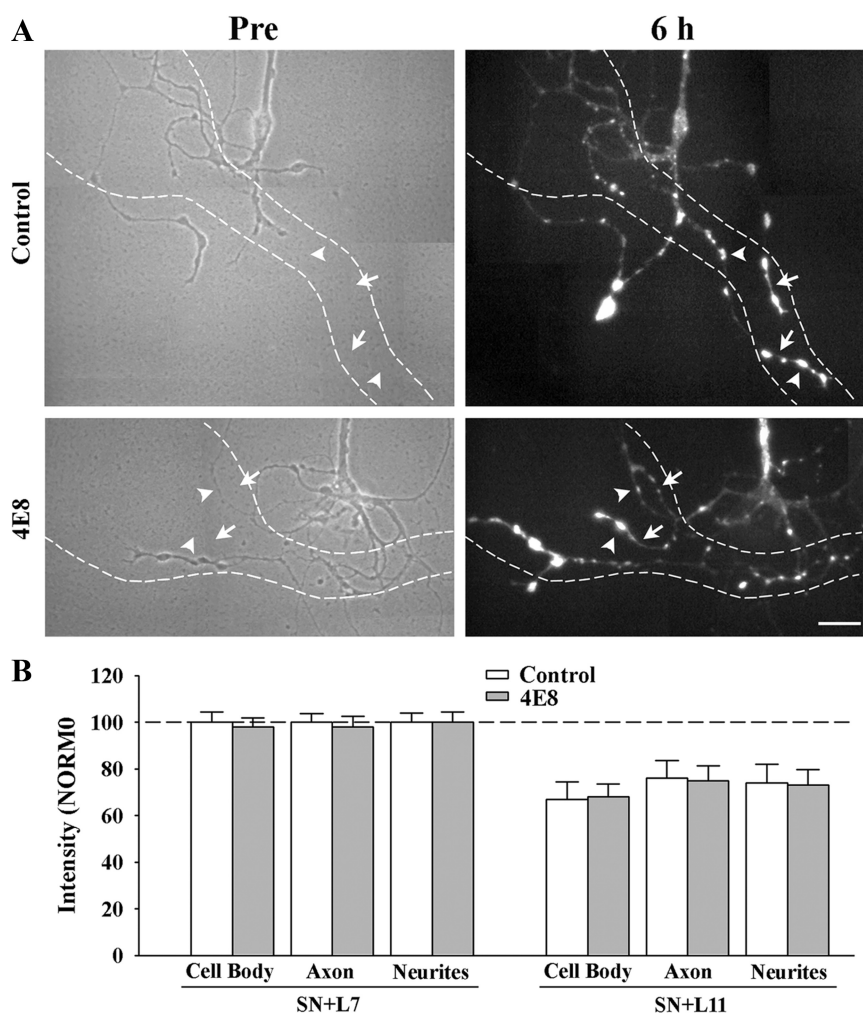 A
Pre
6 h
Control
4E8
B
Control
4E8
Intensity (NORM0
120
100
80
60
40
20
0
Cell Body Axon Neurites Cell Body Axon Neurites
SN+L7 SN+L11